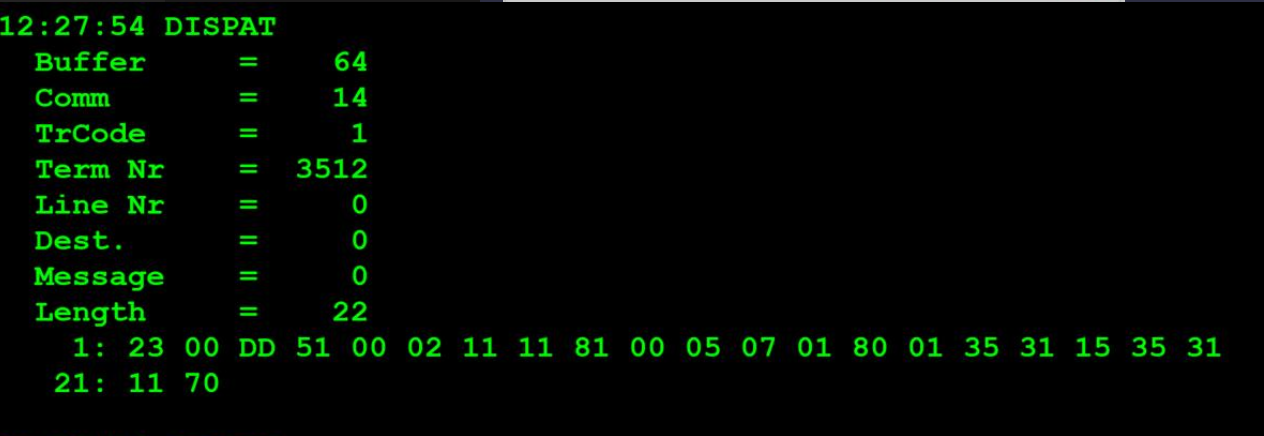 12:27:54 DISPAT
Buffer = 64
Comm = 14
TrCode = 1
Term Nr = 3512
Line Nr = 0
Dest. = 0
Message = 0
Length = 22
1: 23 00 DD 51 00 02 11 11 81 00 05 07 01 80 01 35 31 15 35 31
21: 11 70